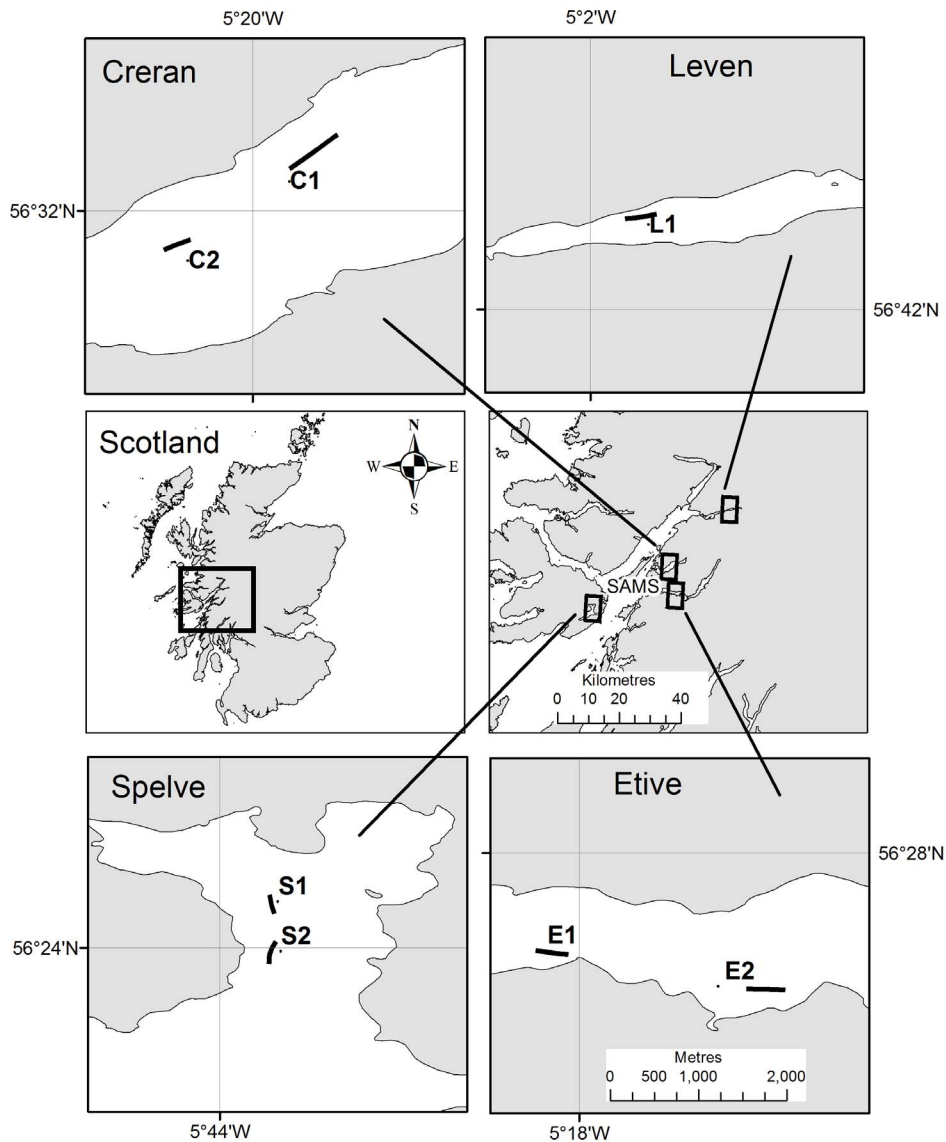 5°20'W
5°2'W
Creran
Leven
C1
56°32'N
L1
C2
56°42'N
Scotland
N
W
E
S
SAMS
Kilometres
0 10 20 40
Spelve
Etive
56°28'N
S1
S2
56°24'N
E1
E2
Metres
0 500 1,000 2,000
5°44'W
5°18'W